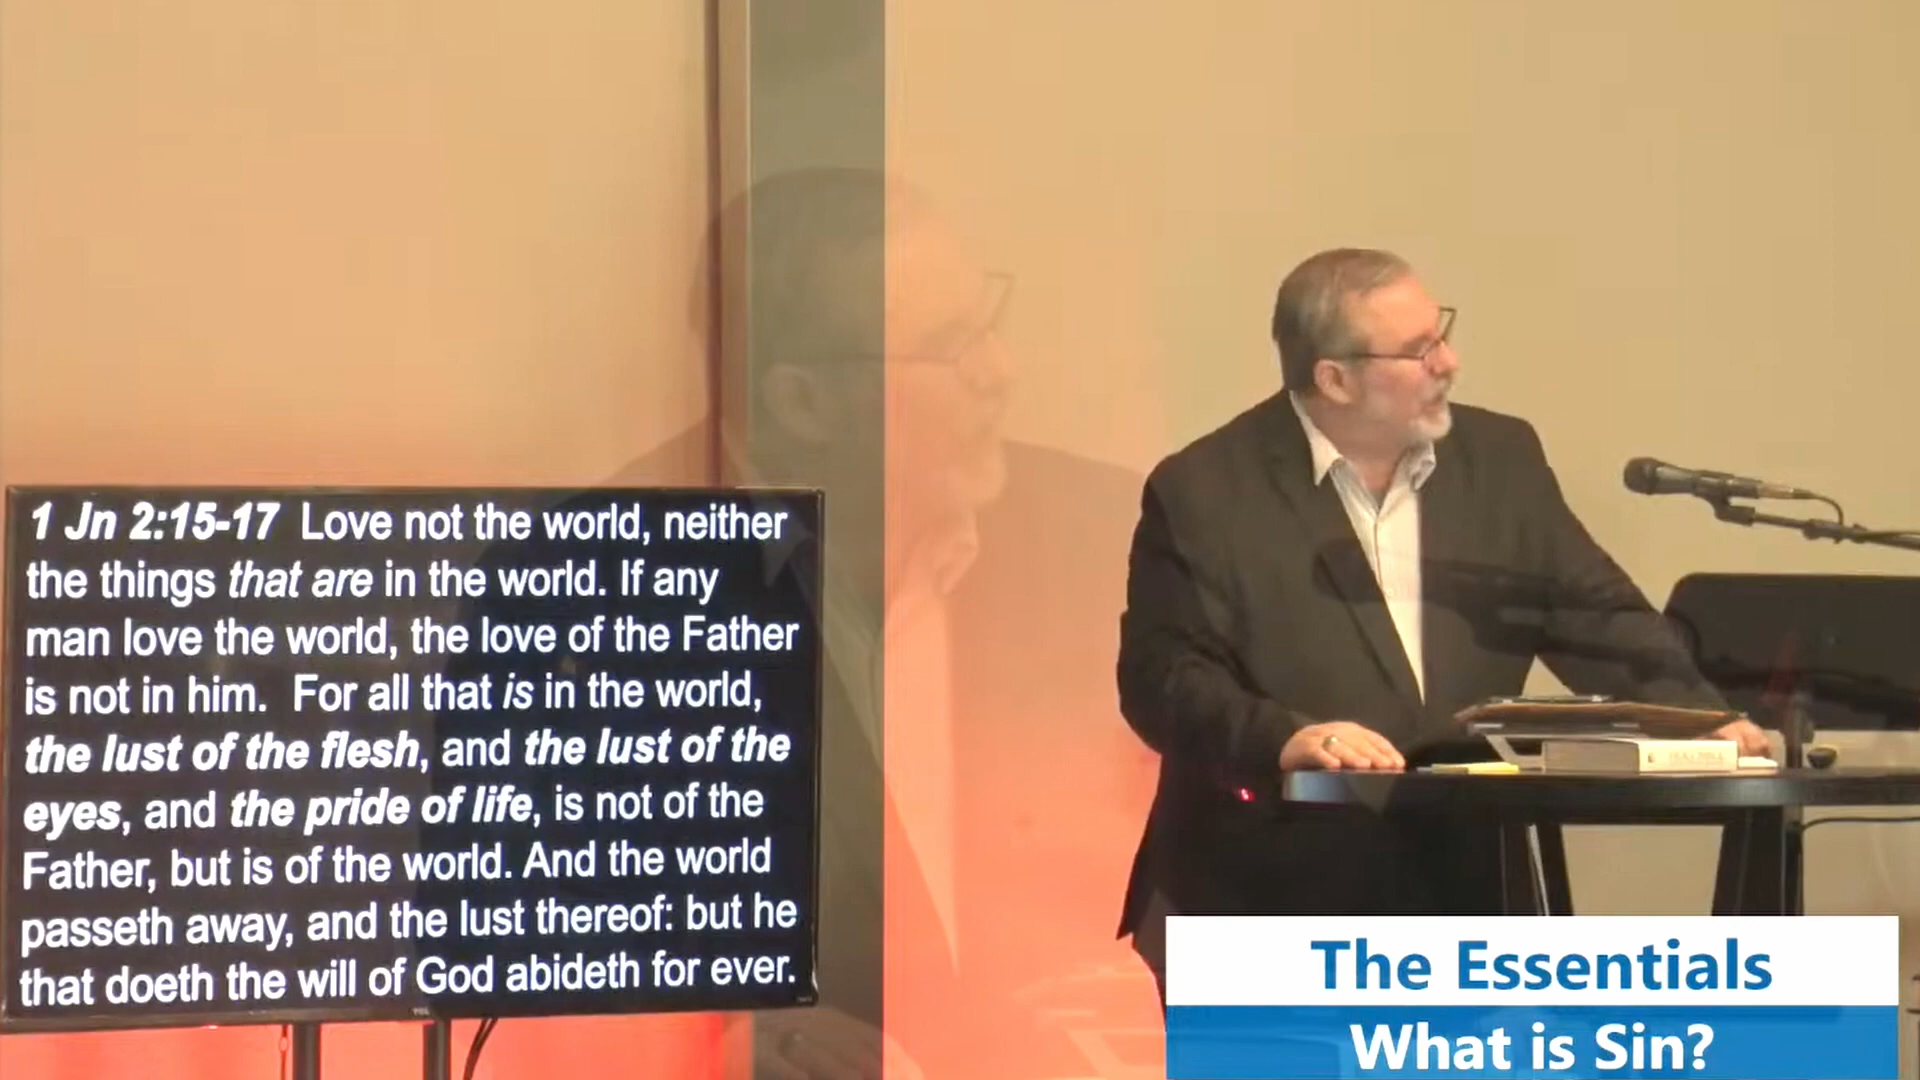 1 Jn 2:15-17 Love not the world, neither
the things that are in the world. If any
man love the world, the love of the Father
is not in him. For all that is in the world,
the lust of the flesh, and the lust of the
eyes, and the pride of life, is not of the
Father, but is of the world. And the world
passeth away, and the lust thereof: but he
that doeth the will of God abideth for ever.
TCL
HOLY BIBLE
The Essentials
What is Sin?